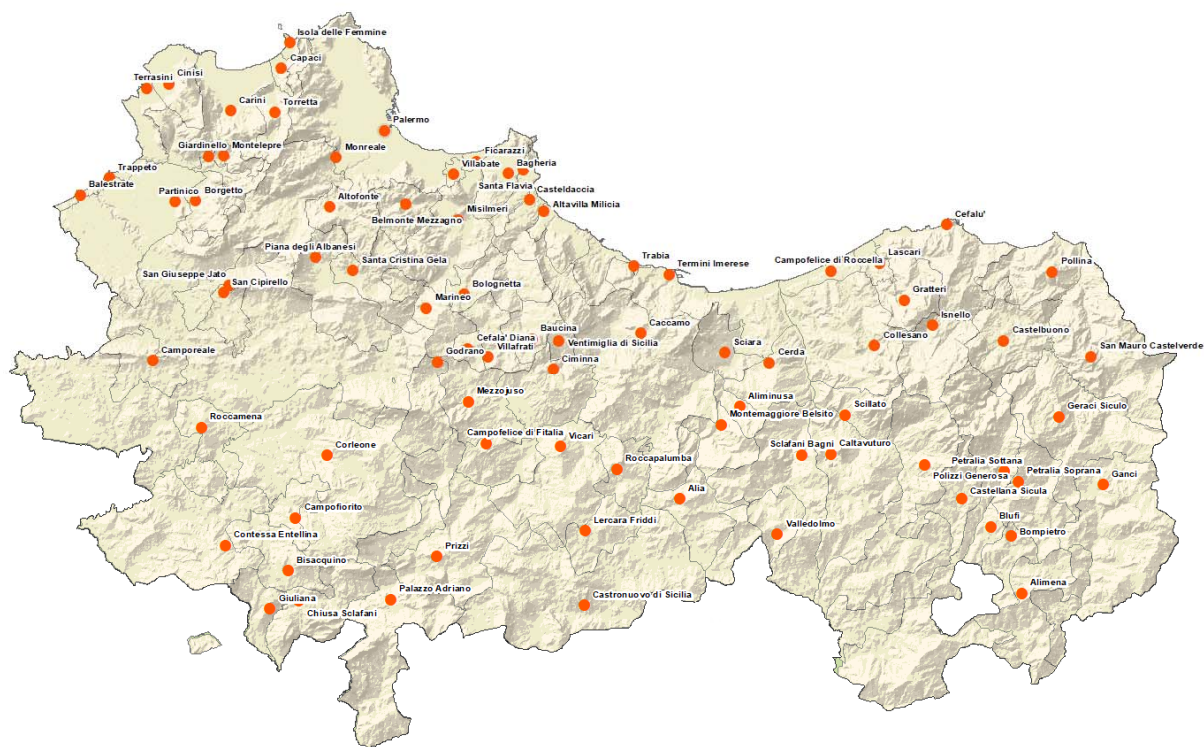 Isola delle Femmine
Capaci
Terrasini
Cinisi
Carini
Torretta
Palermo
Giardinello
Montelepre
Monreale
Ficarazzi
Villabate
Bagheria
Trappeto
Balestrate
Partinico
Borgetto
Altofonte
Santa Flavia
Casteldaccia
Belmonte Mezzagno
Misilmeri
Altavilla Milicia
Cefalu'
Piana degli Albanesi
Santa Cristina Gela
Trabia
Termini Imerese
Campofelice di Roccella
Lascari
Pollina
San Giuseppe Jato
San Cipirello
Bolognetta
Marineo
Gratteri
Isnello
Collesano
Castelbuono
San Mauro Castelverde
Camporeale
Cefala' Diana
Godrano
Villafrati
Baucina
Ventimiglia di Sicilia
Ciminna
Caccamo
Sciara
Cerda
Mezzojuso
Aliminusa
Montemaggiore Belsito
Scillato
Geraci Siculo
Roccamena
Corleone
Campofelice di Fitalia
Vicari
Roccapalumba
Sclafani Bagni
Caltavuturo
Petralia Sottana
Polizzi Generosa
Petralia Soprana
Ganci
Castellana Sicula
Alia
Campofiorito
Contessa Entellina
Lercara Friddi
Valledolmo
Blufi
Bompietro
Bisacquino
Prizzi
Giuliana
Chiusa Sclafani
Palazzo Adriano
Castronuovo di Sicilia
Alimena